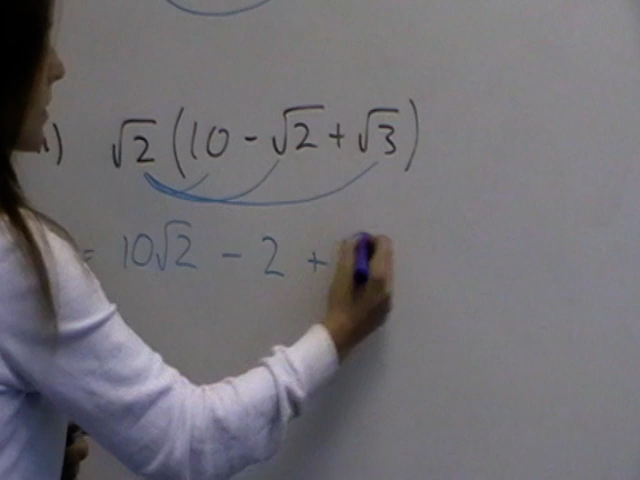 √2 (10 - √2 + √3)
= 10√2 - 2 +